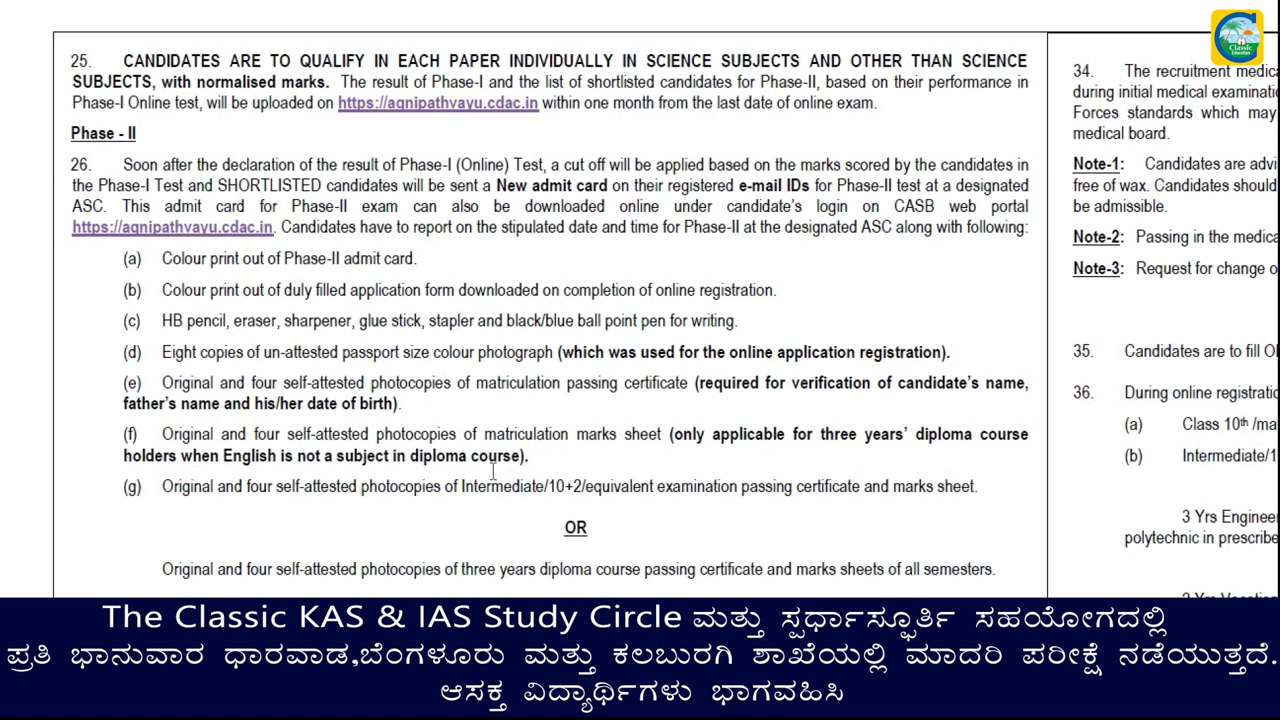 Classic
Education
25. CANDIDATES ARE TO QUALIFY IN EACH PAPER INDIVIDUALLY IN SCIENCE SUBJECTS AND OTHER THAN SCIENCE
SUBJECTS, with normalised marks. The result of Phase-I and the list of shortlisted candidates for Phase-II, based on their performance in
Phase-I Online test, will be uploaded on https://agnipathvayu.cdac.in within one month from the last date of online exam.
Phase - II
26. Soon after the declaration of the result of Phase-I (Online) Test, a cut off will be applied based on the marks scored by the candidates in
the Phase-I Test and SHORTLISTED candidates will be sent a New admit card on their registered e-mail IDs for Phase-II test at a designated
ASC. This admit card for Phase-II exam can also be downloaded online under candidate's login on CASB web portal
https://agnipathvayu.cdac.in. Candidates have to report on the stipulated date and time for Phase-II at the designated ASC along with following:
(a) Colour print out of Phase-II admit card.
(b) Colour print out of duly filled application form downloaded on completion of online registration.
(c) HB pencil, eraser, sharpener, glue stick, stapler and black/blue ball point pen for writing.
(d) Eight copies of un-attested passport size colour photograph (which was used for the online application registration).
(e) Original and four self-attested photocopies of matriculation passing certificate (required for verification of candidate's name,
father's name and his/her date of birth).
(f) Original and four self-attested photocopies of matriculation marks sheet (only applicable for three years' diploma course
holders when English is not a subject in diploma course).
(g) Original and four self-attested photocopies of Intermediate/10+2/equivalent examination passing certificate and marks sheet.
OR
Original and four self-attested photocopies of three years diploma course passing certificate and marks sheets of all semesters.
34. The recruitment medica
during initial medical examinati
Forces standards which may
medical board.
Note-1: Candidates are advi
free of wax. Candidates should
be admissible.
Note-2: Passing in the medica
Note-3: Request for change o
35. Candidates are to fill
36. During online registratio
(a) Class 10th /ma
(b) Intermediate/1
3 Yrs Enginee
polytechnic in prescribe
The Classic KAS & IAS Study Circle ಮತ್ತು ಸ್ಪರ್ಧಾಸ್ಫೂರ್ತಿ ಸಹಯೋಗದಲ್ಲಿ
ಪ್ರತಿ ಭಾನುವಾರ ಧಾರವಾಡ,ಬೆಂಗಳೂರು ಮತ್ತು ಕಲಬುರಗಿ ಶಾಖೆಯಲ್ಲಿ ಮಾದರಿ ಪರೀಕ್ಷೆ ನಡೆಯುತ್ತದೆ.
ಆಸಕ್ತ ವಿದ್ಯಾರ್ಥಿಗಳು ಭಾಗವಹಿಸಿ